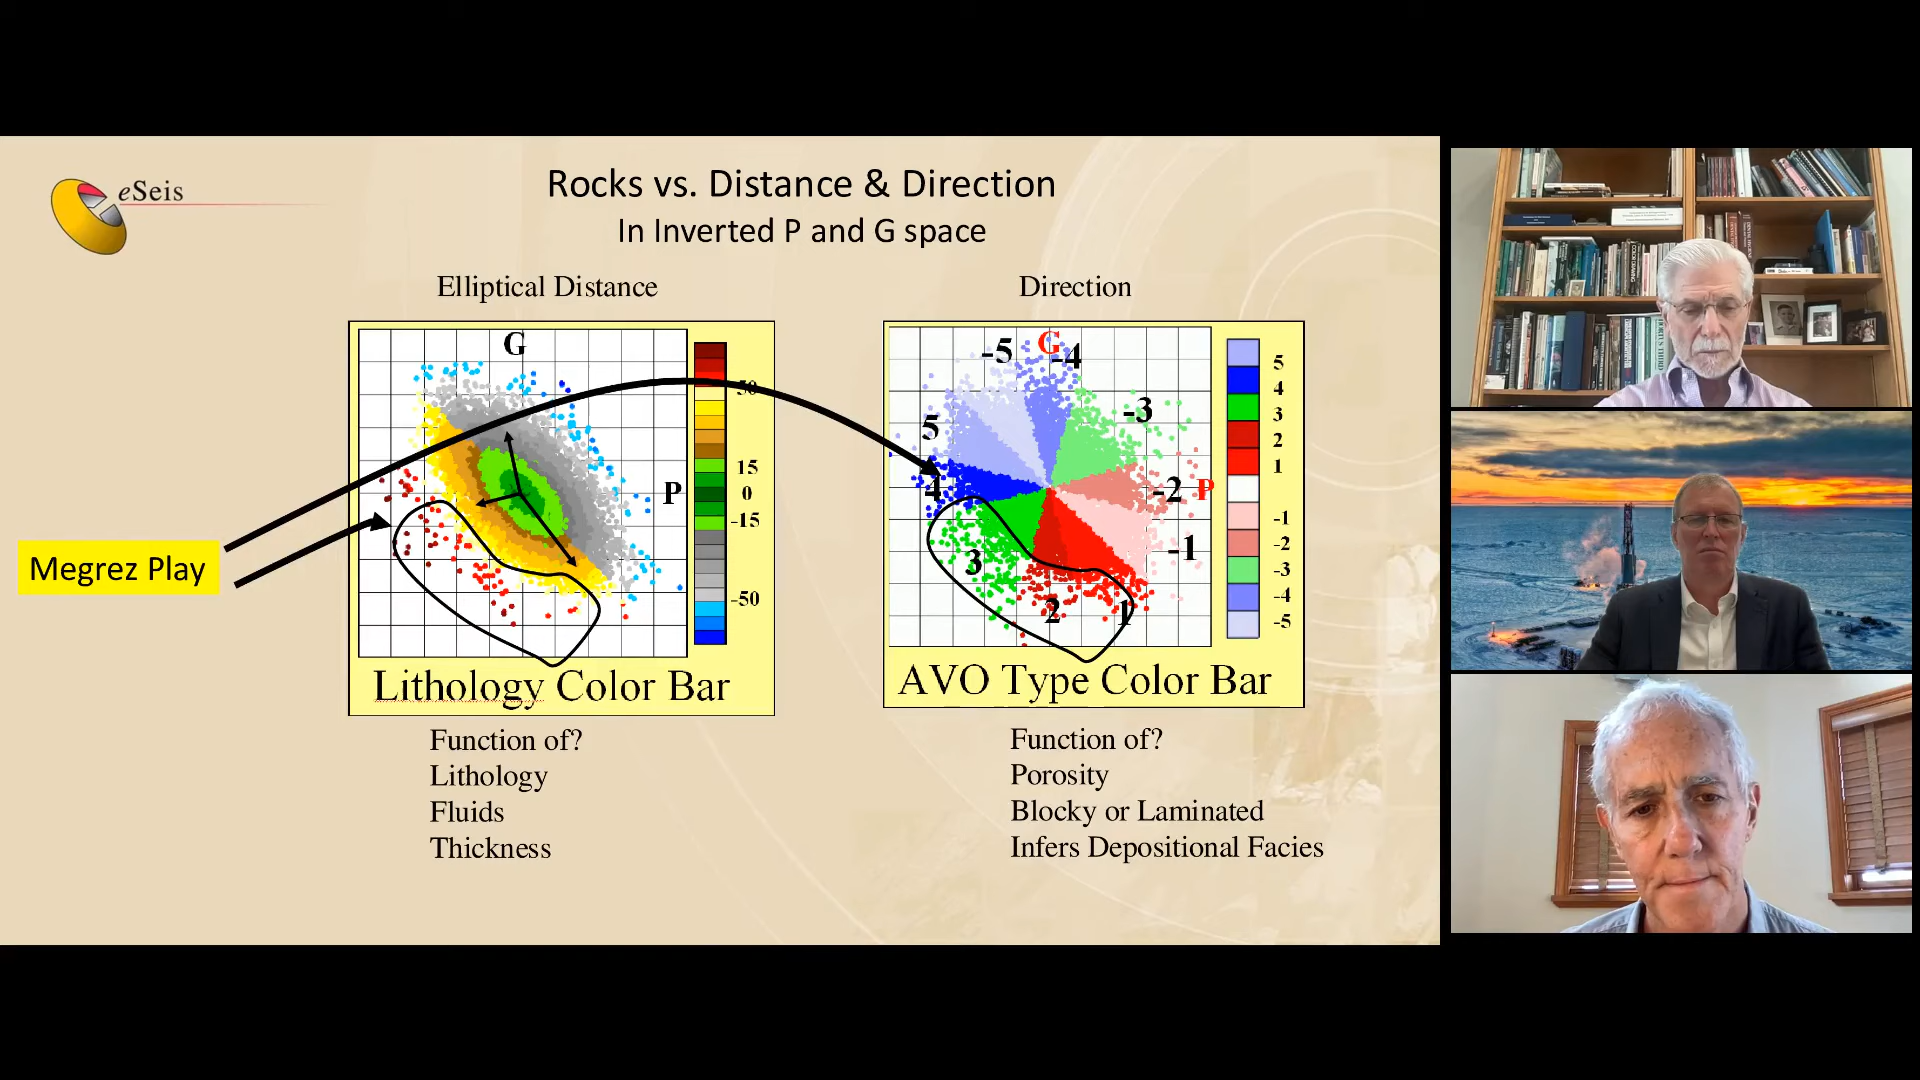 eSeis
Rocks vs. Distance & Direction
In Inverted P and G space
Elliptical Distance
Direction
G
P
50
15
0
-15
-50
Lithology Color Bar
-5
G
-4
-3
5
4
-2
P
-1
3
2
1
5
4
3
2
1
-1
-2
-3
-4
-5
AVO Type Color Bar
Megrez Play
Function of?
Lithology
Fluids
Thickness
Function of?
Porosity
Blocky or Laminated
Infers Depositional Facies